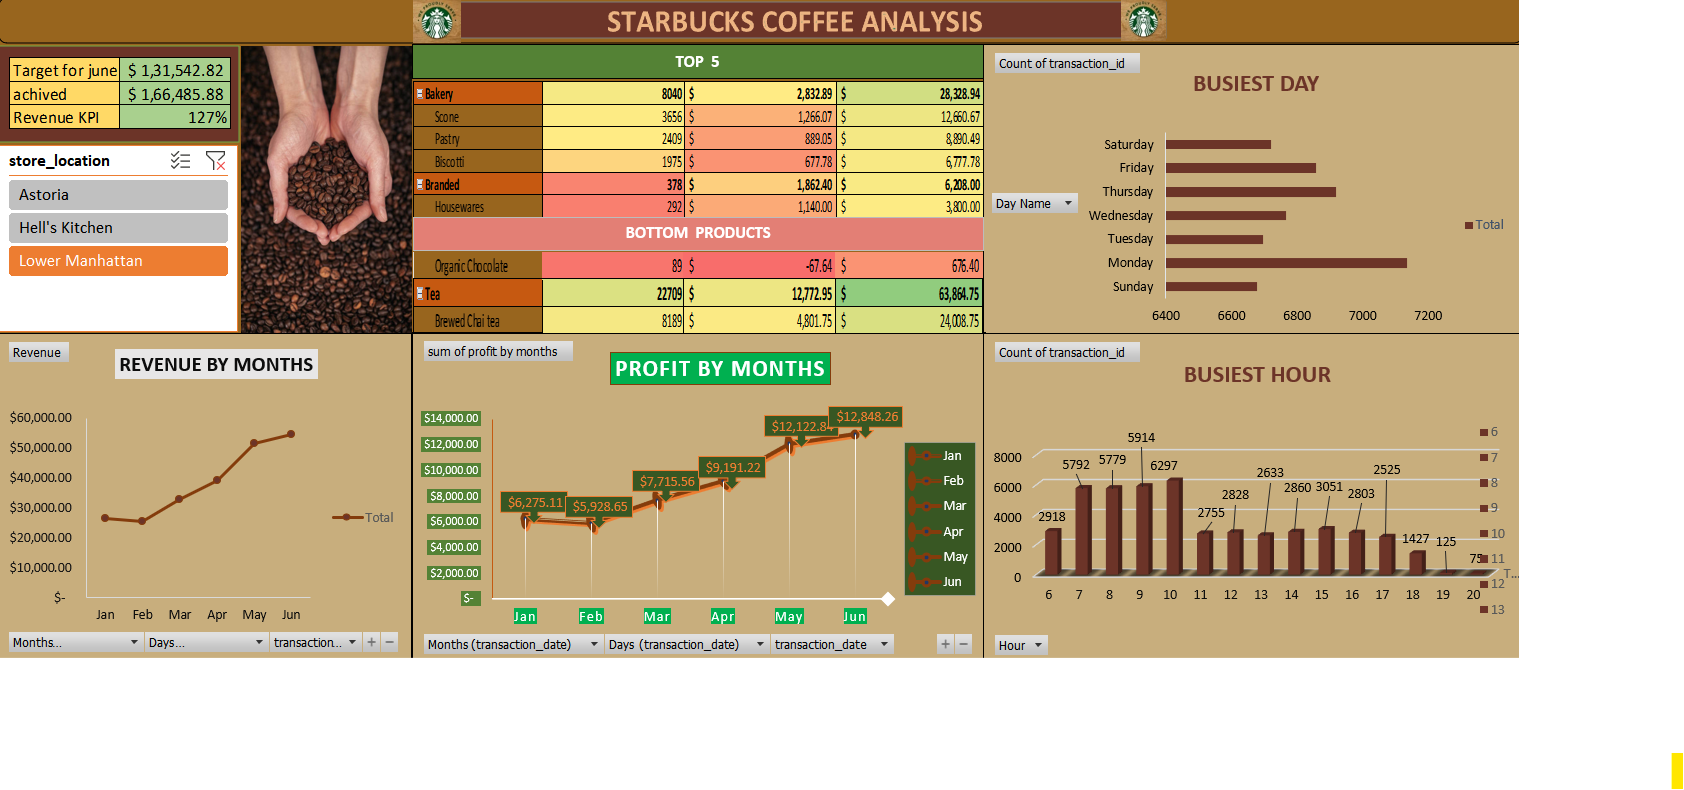 STARBUCKS COFFEE ANALYSIS
Target for june $ 1,31,542.82
achived $ 1,66,485.88
Revenue KPI 127%
store_location
Astoria
Hell's Kitchen
Lower Manhattan
TOP 5
Bakery 8040 $ 2,832.89 $ 28,328.94
Scone 3656 $ 1,266.07 $ 12,660.67
Pastry 2409 $ 889.05 $ 8,890.49
Biscotti 1975 $ 677.78 $ 6,777.78
Branded 378 $ 1,862.40 $ 6,208.00
Housewares 292 $ 1,140.00 $ 3,800.00
BOTTOM PRODUCTS
Organic Chocolate 89 $ -67.64 $ 676.40
Tea 22709 $ 12,772.95 $ 63,864.75
Brewed Chai tea 8189 $ 4,801.75 $ 24,008.75
Count of transaction_id
BUSIEST DAY
Saturday
Friday
Thursday
Day Name
Wednesday
Total
Tuesday
Monday
Sunday
6400 6600 6800 7000 7200
Revenue
REVENUE BY MONTHS
$60,000.00
$50,000.00
$40,000.00
$30,000.00
$20,000.00
$10,000.00
$-
Total
Jan Feb Mar Apr May Jun
Months... Days... transaction... + −
sum of profit by months
PROFIT BY MONTHS
$14,000.00
$12,000.00
$10,000.00
$8,000.00
$6,000.00
$4,000.00
$2,000.00
$-
$6,275.11 $5,928.65 $7,715.56 $9,191.22 $12,122.84 $12,848.26
Jan
Feb
Mar
Apr
May
Jun
Jan Feb Mar Apr May Jun
Months (transaction_date) Days (transaction_date) transaction_date + −
Count of transaction_id
BUSIEST HOUR
8000
6000
4000
2000
0
2918 5792 5779 5914 6297 2755 2828 2633 2860 3051 2803 2525 1427 125 75
6 7 8 9 10 11 12 13 14 15 16 17 18 19 20
6
7
8
9
10
11
T...
12
13
Hour